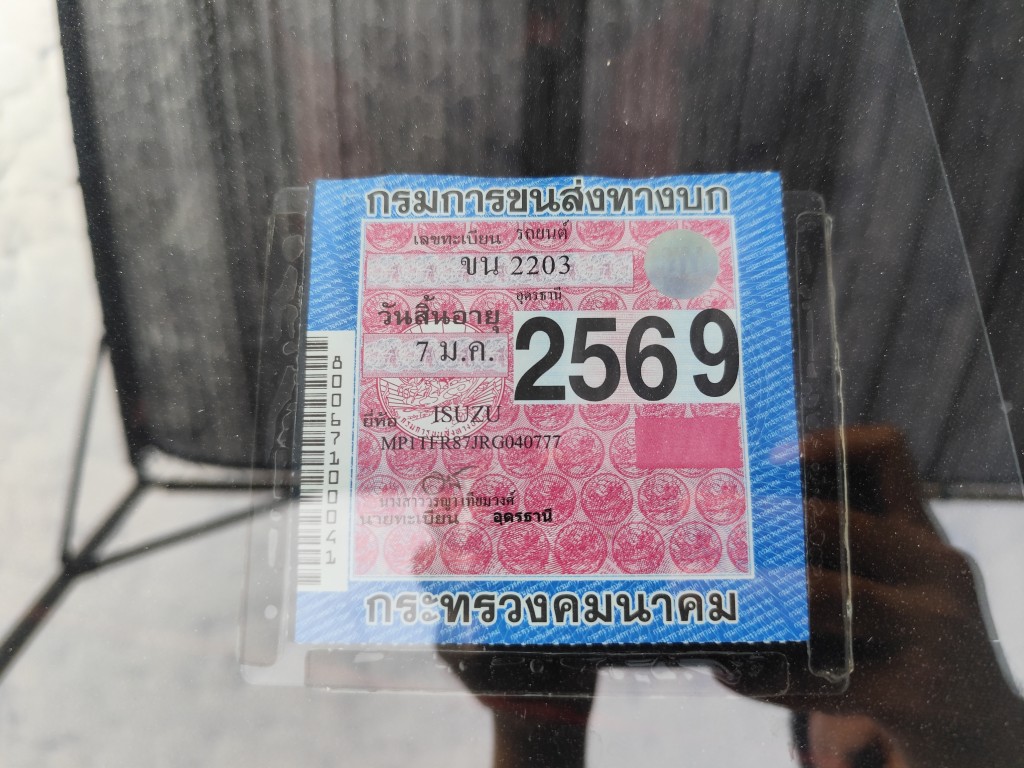 กรมการขนส่งทางบก
เลขทะเบียน รถยนต์
ขน 2203
อุดรธานี
วันสิ้นอายุ
7 ม.ค.
2569
ยี่ห้อ ISUZU
MP1TFR87JRG040777
นายทะเบียน อุดรธานี
กระทรวงคมนาคม
8006710000041